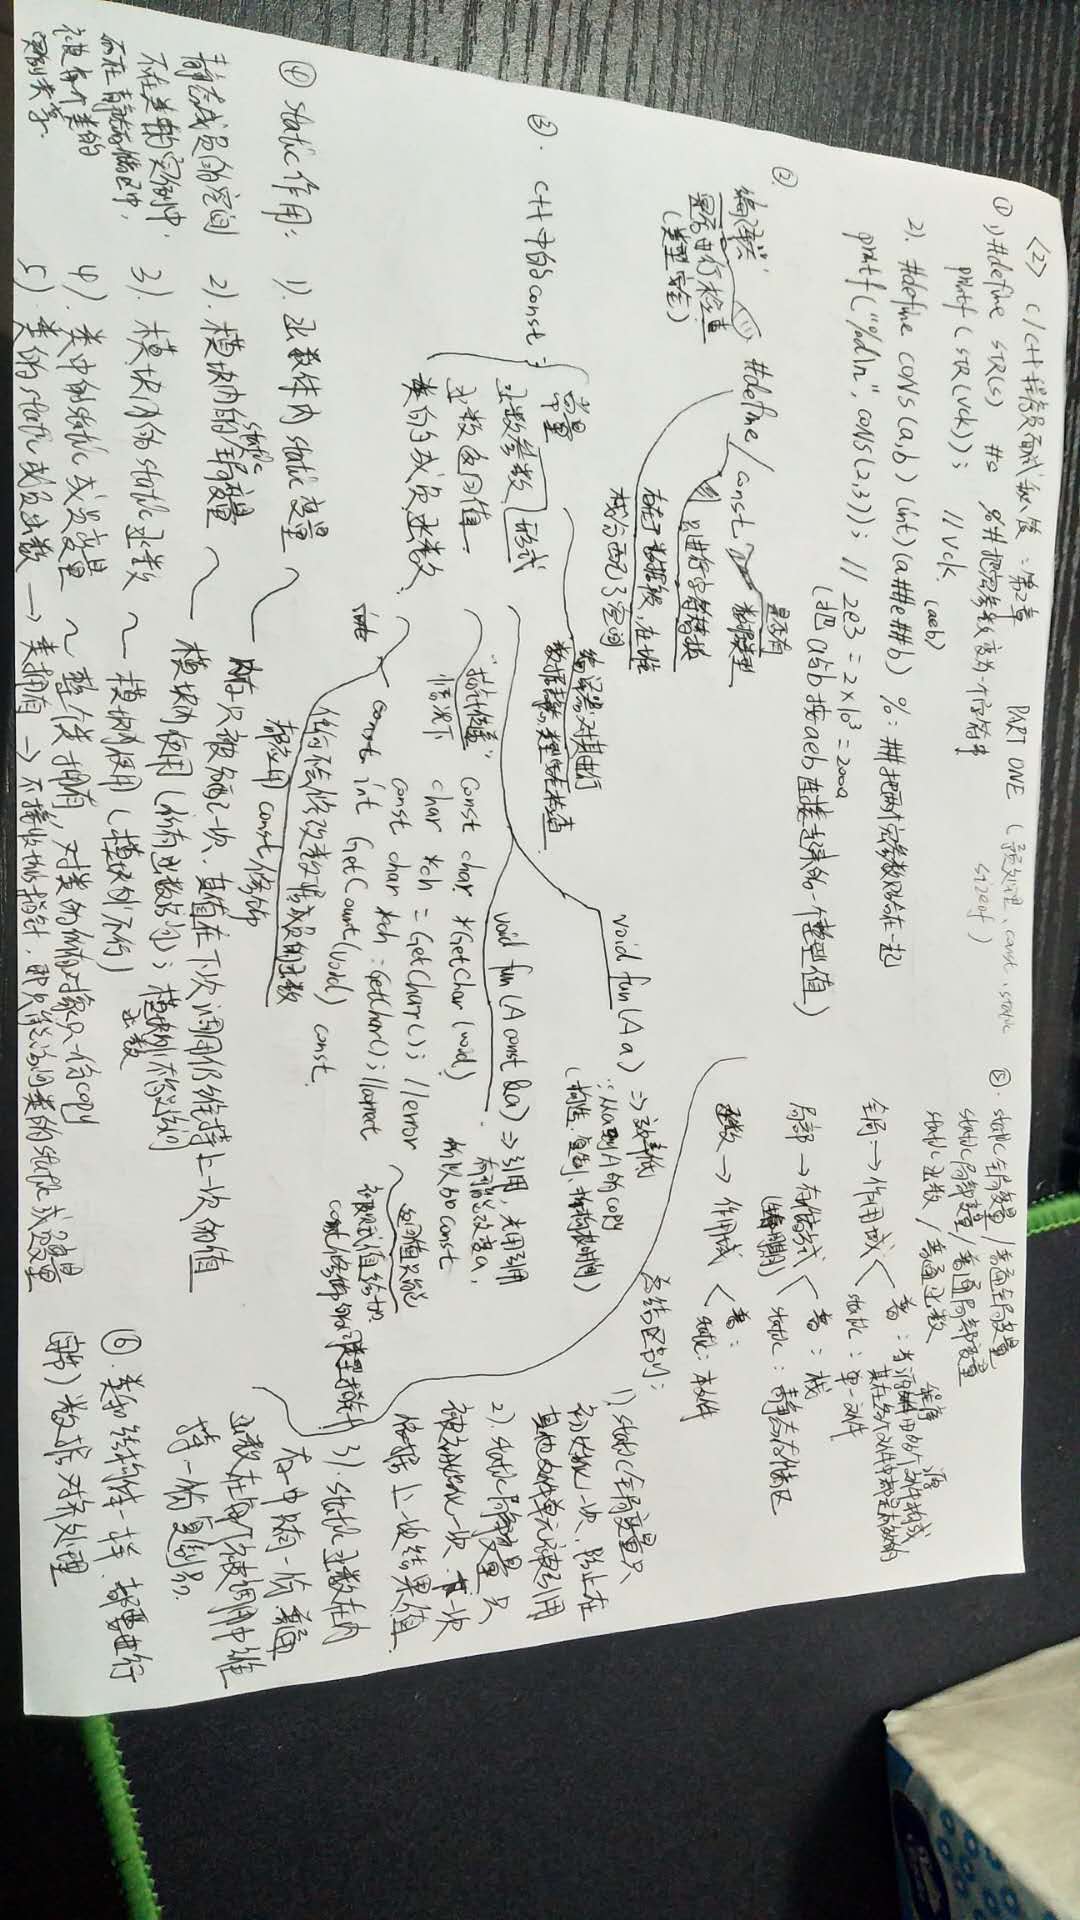 <2> C/C++程序员面试秘笈:第2章
PART ONE (预处理、const、static
sizeof)
① 1) #define STR(s) #s %#把宏参数变为一个字符串
printf(STR(vck)); //vck.
(aeb)
2). #define CONS(a,b) (int)(a##e##b) %: ##把两个宏参数贴合在一起
printf("%d\n", CONS(2,3)); // 2e3 = 2×10³ = 2000
(把a与b按aeb连接起来的一个整型值)
②.
编译器
是否进行检查
(类型安全)
#define / const
是否有
数据类型
只进行字符替换
存在于数据段,在堆
栈分配了空间
③. C++中的const
常量
函数参数 形式
函数返回值
类的成员函数
编译器对其进行
数据静态类型安全检查
void fun(A a) => 效率低
∵从a到A的copy
(构造、复制、析构花时间)
void fun(A const &a) => 引用,光用引用
有可能改变a,
所以加const
"指针传递"
情况下
const char *GetChar(void)
char *ch = GetChar(); //error
const char *ch = GetChar(); //correct
返回值只能
被赋值给加
const修饰的同类型指针
int GetCount(void) const.
任何不会修改数据成员的函数
都应用const修饰
④ static作用:
静态成员的空间
不在类的实例中,
而在静态存储区中,
被各个类的
实例共享.
1). 函数体内static变量
内存只被分配一次.其值在下次调用仍维持上一次的值
2). 模块内的static全局变量
模块内使用(所有函数访问);模块外不能访问
函数
3). 模块内的static函数 ~ 模块内使用(模块外不行)
4). 类中的static成员变量 ~ 整个类拥有,对类的所有对象只一份copy
5) 类的static成员函数 → 类拥有 → 不接收this指针,即只能访问类的static成员变量
⑤. static全局变量/普通全局变量
static局部变量/普通局部变量
static函数/普通函数
程序 源
全局→作用域
普:当源程序由多个文件构成
其在各个文件中都是有效的
static:单一文件
局部→存储方式
(生存周期)
普:栈
static:静态存储区
函数→作用域
普:
static:本文件
总结区别:
1). static全局变量只
初始化一次,防止在
其他文件单元被引用
2). static局部变量只
被初始化一次,下一次
依据上一次结果值
3). static函数在内
存中只有一份,普通
函数在每个被调用中维
持一份复制品.
⑥. 类和结构体一样,都要进行
(字节)数据对齐处理